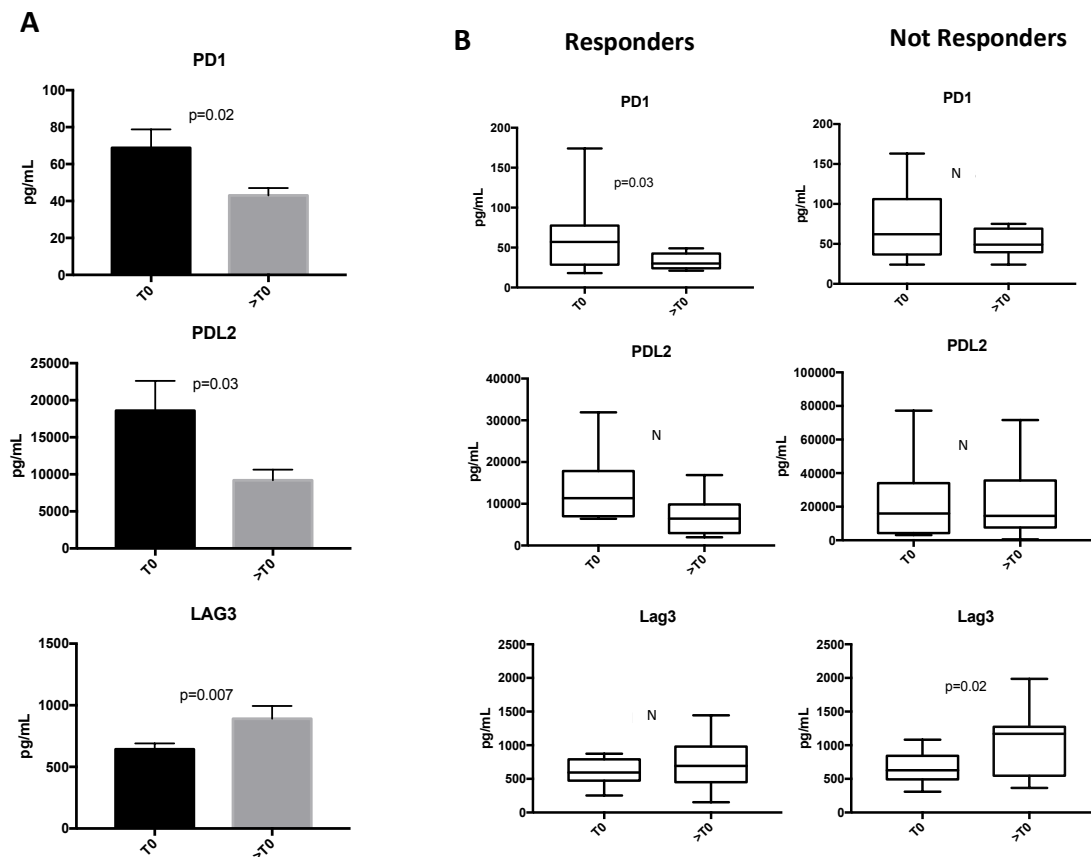 A
PD1
80
100
60
40
20
0
pg/mL
p=0.02
T0
>T0
PDL2
25000
20000
15000
10000
5000
0
pg/mL
p=0.03
T0
>T0
LAG3
1500
1000
500
0
pg/mL
p=0.007
T0
>T0
B
Responders
Not Responders
PD1
200
150
100
50
0
pg/mL
p=0.03
T0
>T0
PD1
200
150
100
50
0
pg/mL
N
T0
>T0
PDL2
40000
30000
20000
10000
0
pg/mL
N
T0
>T0
PDL2
100000
80000
60000
40000
20000
0
pg/mL
N
T0
>T0
Lag3
2500
2000
1500
1000
500
0
pg/mL
N
T0
>T0
Lag3
2500
2000
1500
1000
500
0
pg/mL
p=0.02
T0
>T0